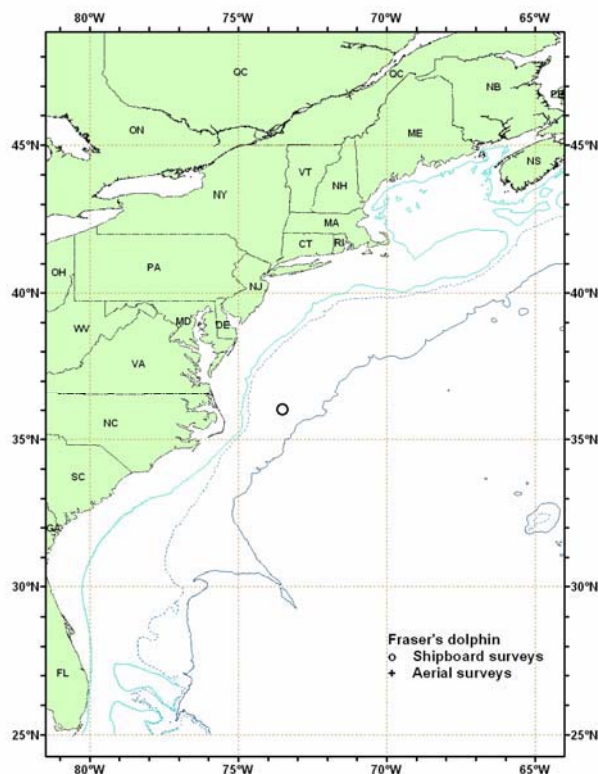 80°W 75°W 70°W 65°W
QC QC NB PE
ON ME
45°N 45°N
NS
VT
NH
NY
MA
CT RI
PA
OH
40°N NJ 40°N
MD DE
WV
VA
NC
35°N 35°N
SC
GA
30°N 30°N
Fraser's dolphin
Shipboard surveys
FL Aerial surveys
25°N 25°N
80°W 75°W 70°W 65°W